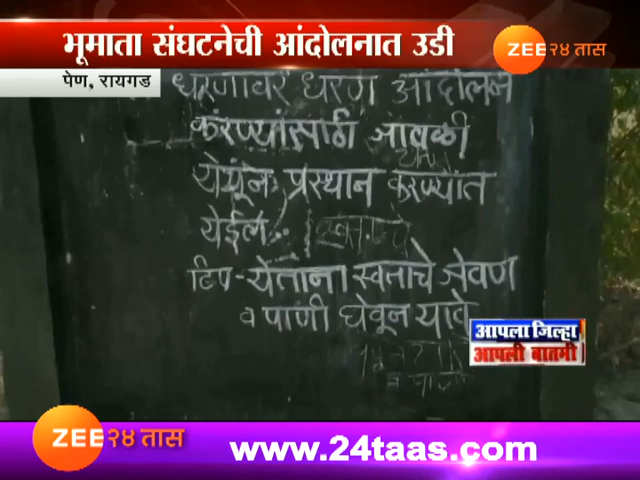 भूमाता संघटनेची आंदोलनात उडी
ZEE २४ तास
पेण, रायगड
धरणावर धरण आंदोलन
करण्यासाठी जावळी
येथून प्रस्थान करण्यात
येईल..
टिप - येताना स्वताचे जेवण
व पाणी घेवून यावे
आपला जिल्हा
आपली बातमी
ZEE २४ तास
www.24taas.com